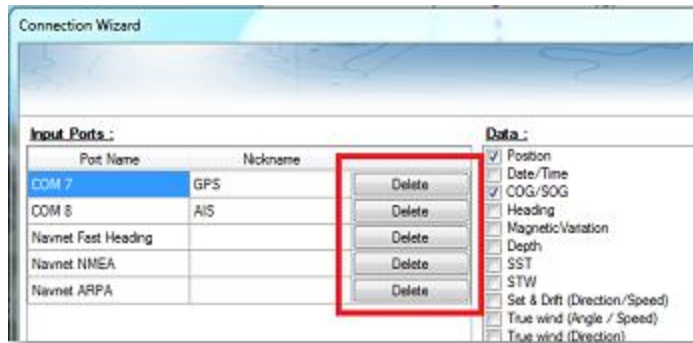 Connection Wizard
Input Ports :
Port Name Nickname
COM 7 GPS Delete
COM 8 AIS Delete
Navnet Fast Heading Delete
Navnet NMEA Delete
Navnet ARPA Delete
Data :
Position
Date/Time
COG/SOG
Heading
MagneticVariation
Depth
SST
STW
Set & Drift (Direction/Speed)
True wind (Angle / Speed)
True wind (Direction)